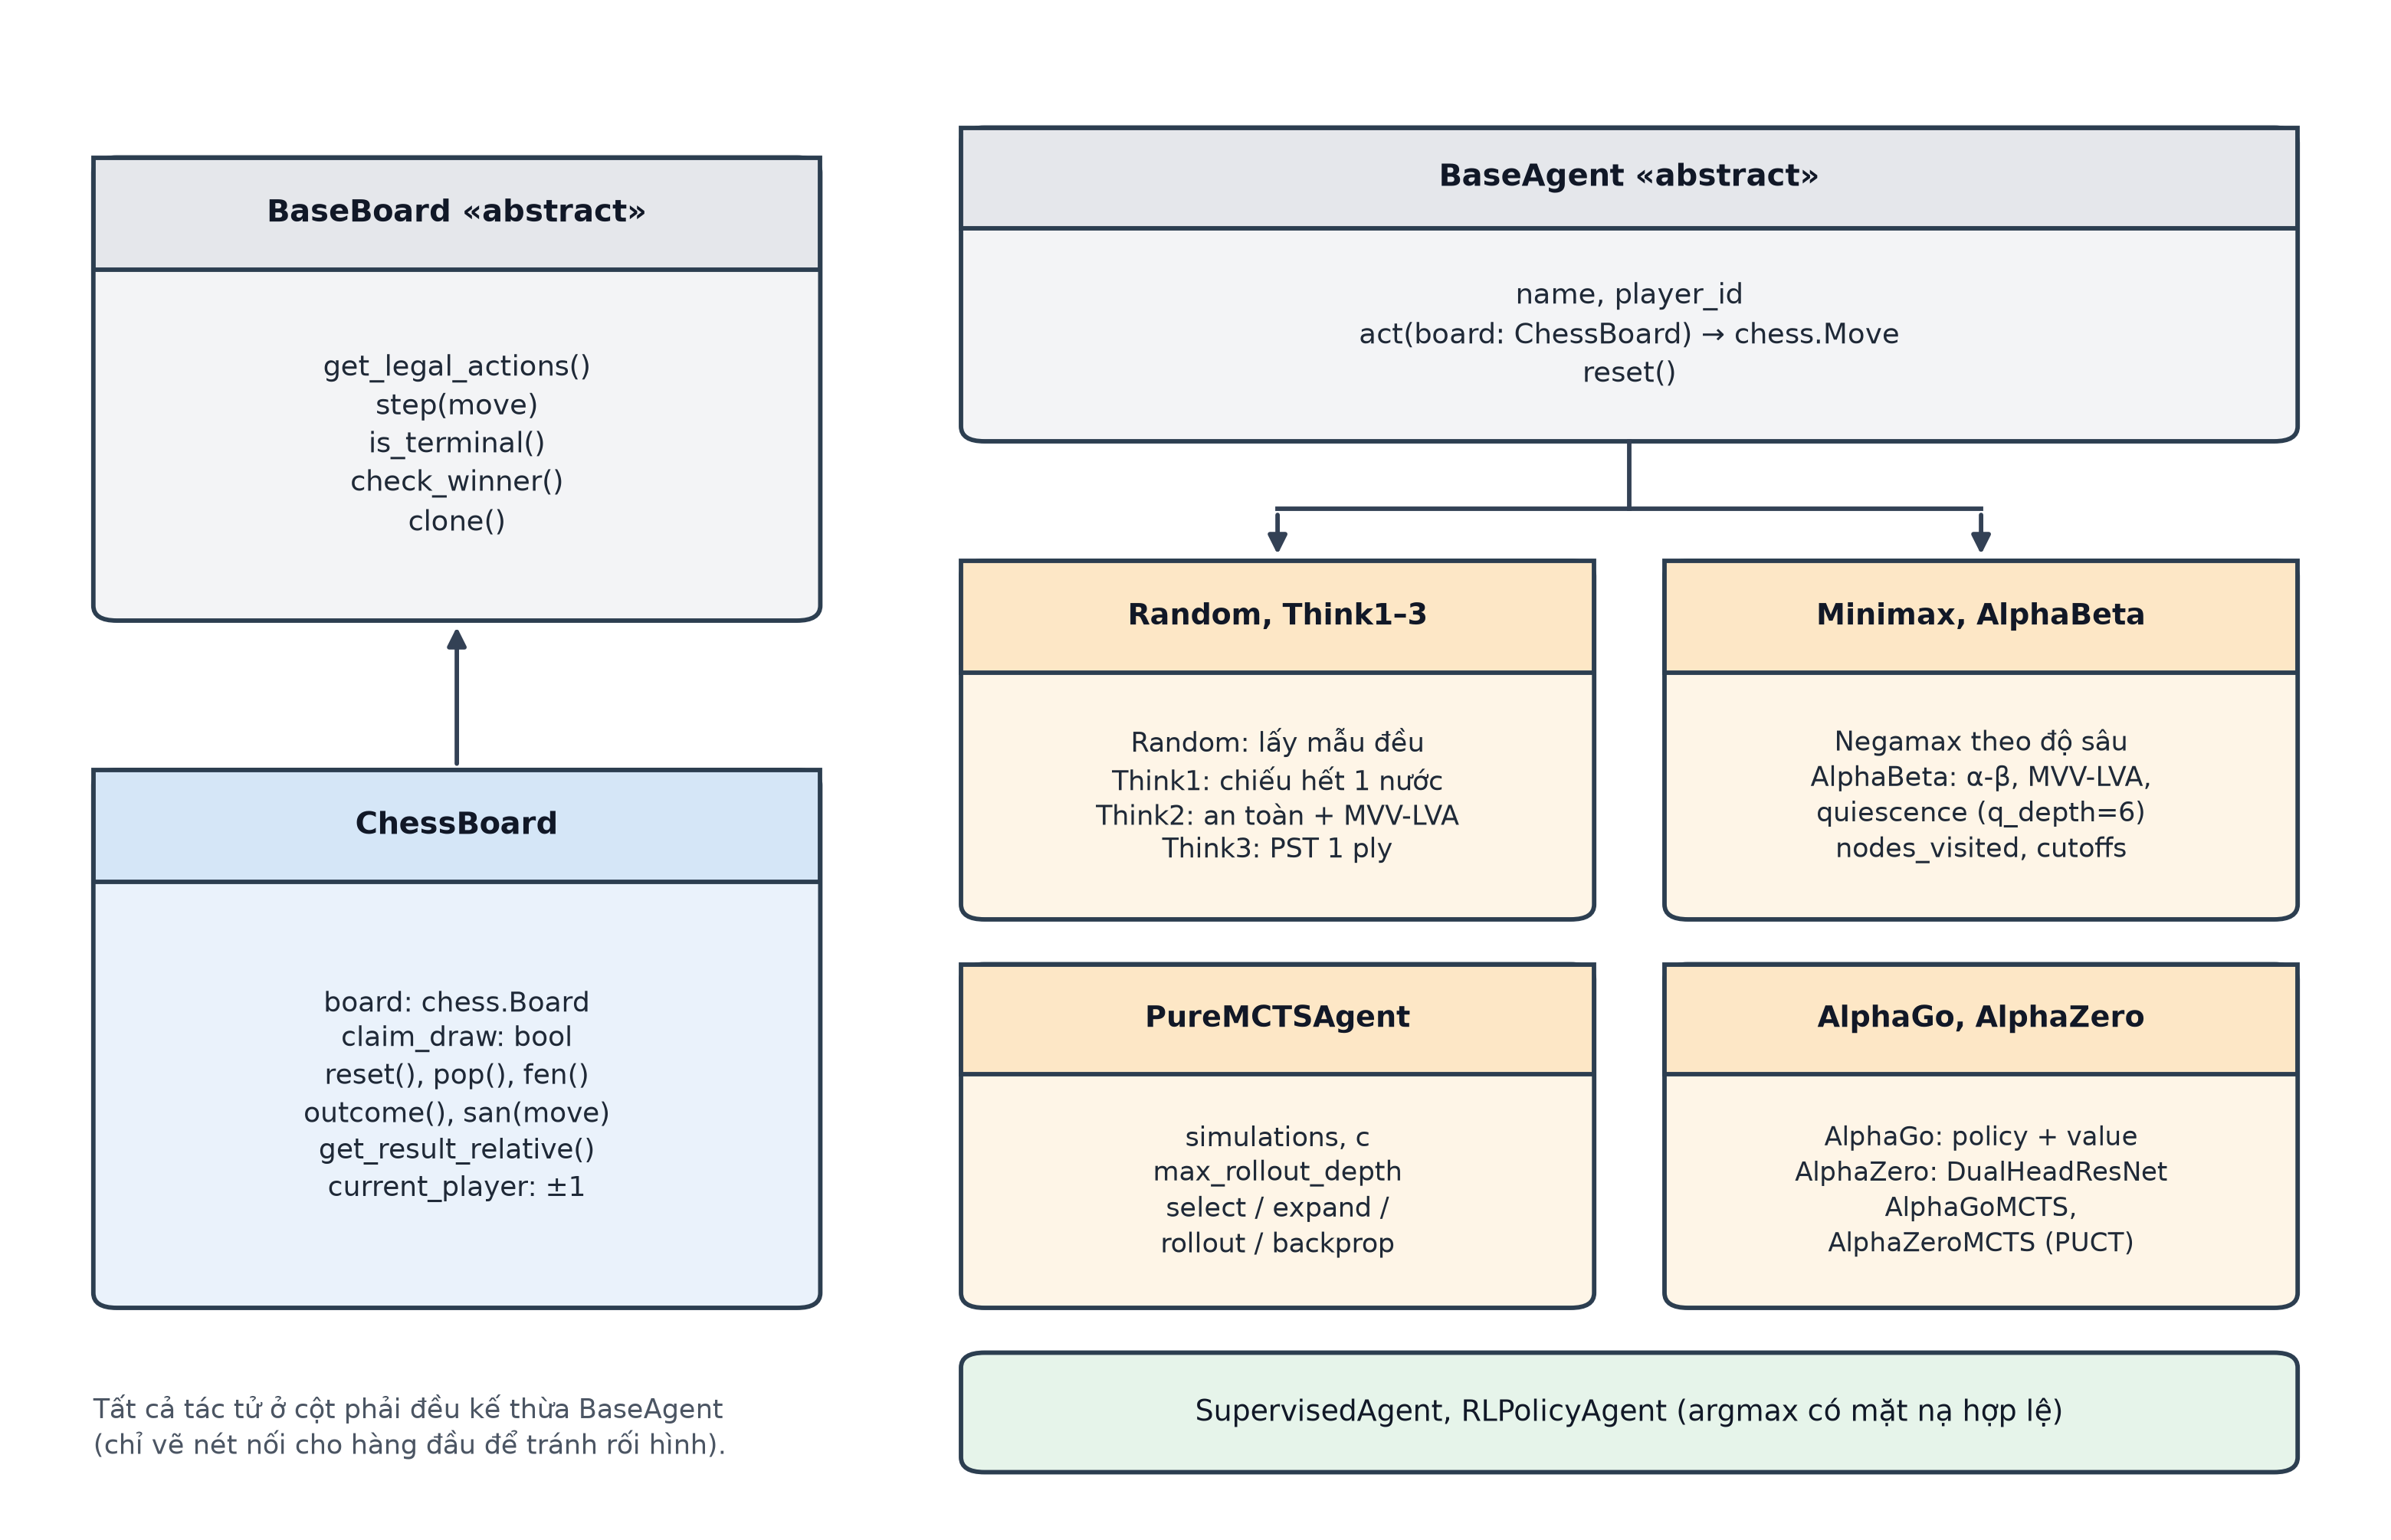 BaseBoard «abstract»
get_legal_actions()
step(move)
is_terminal()
check_winner()
clone()
ChessBoard
board: chess.Board
claim_draw: bool
reset(), pop(), fen()
outcome(), san(move)
get_result_relative()
current_player: ±1
Tất cả tác tử ở cột phải đều kế thừa BaseAgent
(chỉ vẽ nét nối cho hàng đầu để tránh rối hình).
BaseAgent «abstract»
name, player_id
act(board: ChessBoard) → chess.Move
reset()
Random, Think1–3
Random: lấy mẫu đều
Think1: chiếu hết 1 nước
Think2: an toàn + MVV-LVA
Think3: PST 1 ply
Minimax, AlphaBeta
Negamax theo độ sâu
AlphaBeta: α-β, MVV-LVA,
quiescence (q_depth=6)
nodes_visited, cutoffs
PureMCTSAgent
simulations, c
max_rollout_depth
select / expand /
rollout / backprop
AlphaGo, AlphaZero
AlphaGo: policy + value
AlphaZero: DualHeadResNet
AlphaGoMCTS,
AlphaZeroMCTS (PUCT)
SupervisedAgent, RLPolicyAgent (argmax có mặt nạ hợp lệ)